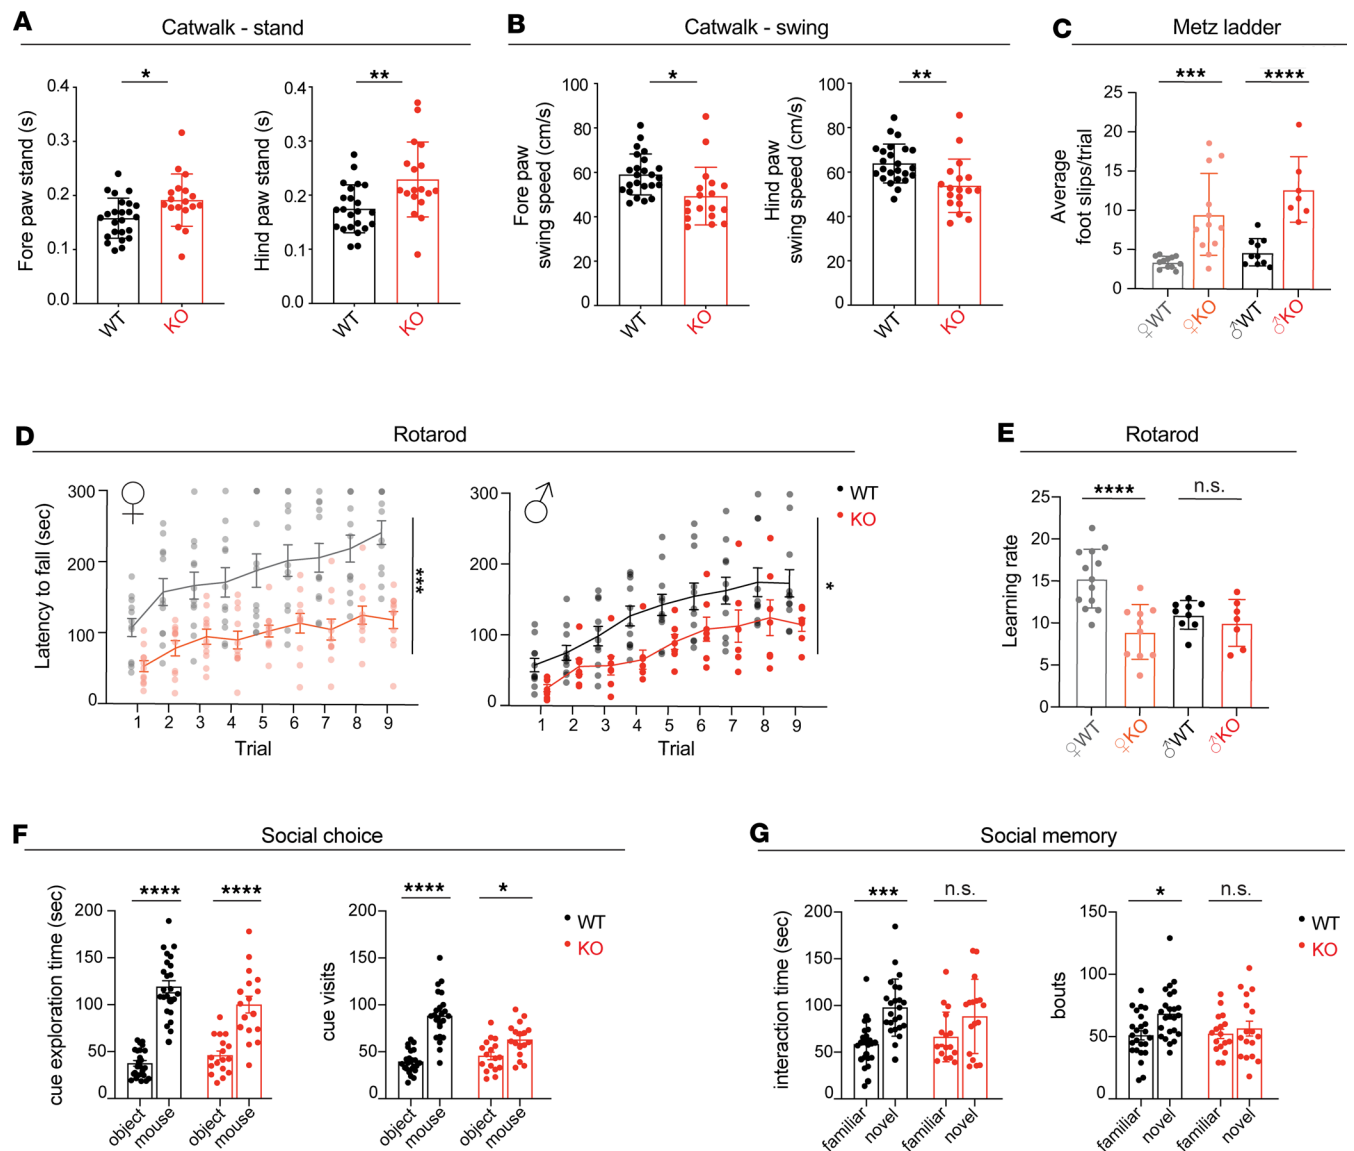 A
Catwalk - stand
B
Catwalk - swing
C
Metz ladder
Fore paw stand (s)
0.4
0.3
0.2
0.1
0.0
*
WT
KO
Hind paw stand (s)
0.4
0.3
0.2
0.1
0.0
**
WT
KO
Fore paw
swing speed (cm/s)
100
80
60
40
20
0
*
WT
KO
Hind paw
swing speed (cm/s)
100
80
60
40
20
0
**
WT
KO
Average
foot slips/trial
25
20
15
10
5
0
***
****
♀WT
♀KO
♂WT
♂KO
D
Rotarod
E
Rotarod
Latency to fall (sec)
300
200
100
0
♀
***
1 2 3 4 5 6 7 8 9
Trial
300
200
100
0
♂
WT
KO
*
1 2 3 4 5 6 7 8 9
Trial
Learning rate
25
20
15
10
5
0
****
n.s.
♀WT
♀KO
♂WT
♂KO
F
Social choice
G
Social memory
cue exploration time (sec)
200
150
100
50
0
****
****
object
mouse
object
mouse
cue visits
200
150
100
50
0
****
*
object
mouse
object
mouse
WT
KO
interaction time (sec)
200
150
100
50
0
***
n.s.
familiar
novel
familiar
novel
bouts
150
100
50
0
*
n.s.
familiar
novel
familiar
novel
WT
KO